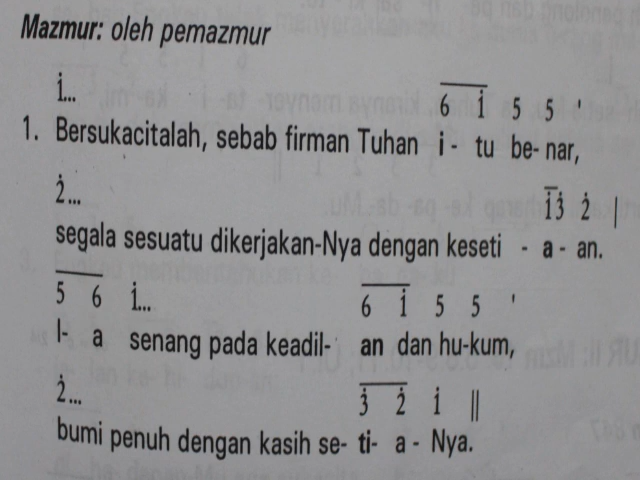 Mazmur: oleh pemazmur
i̇... 6 i̇ 5 5 '
1. Bersukacitalah, sebab firman Tuhan i - tu be- nar,
2̇... i̇3̇ 2̇ |
segala sesuatu dikerjakan-Nya dengan keseti - a - an.
5 6 i̇... 6 i̇ 5 5 '
I- a senang pada keadil- an dan hu-kum,
2̇... 3̇ 2̇ i̇ ||
bumi penuh dengan kasih se- ti- a - Nya.